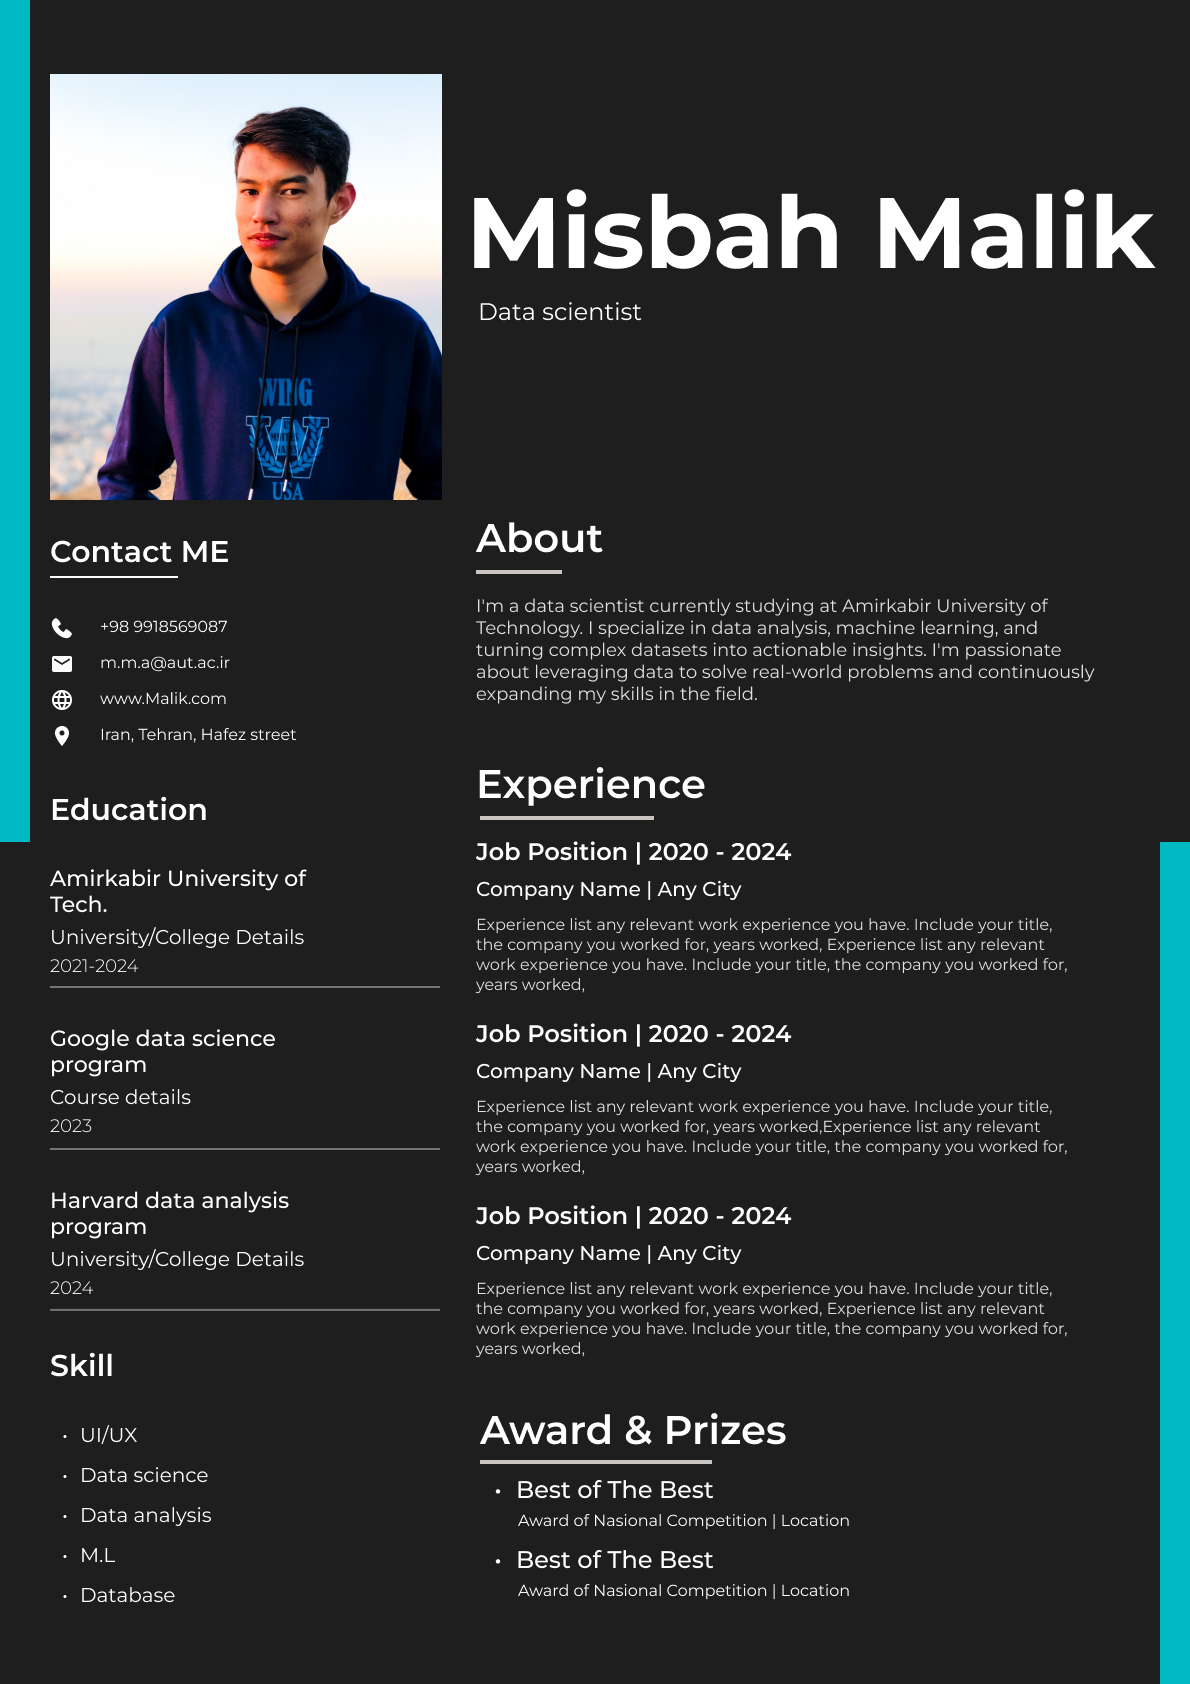 Misbah Malik
Data scientist
WING
W
USA
Contact ME
+98 9918569087
m.m.a@aut.ac.ir
www.Malik.com
Iran, Tehran, Hafez street
Education
Amirkabir University of
Tech.
University/College Details
2021-2024
Google data science
program
Course details
2023
Harvard data analysis
program
University/College Details
2024
Skill
• UI/UX
• Data science
• Data analysis
• M.L
• Database
About
I'm a data scientist currently studying at Amirkabir University of
Technology. I specialize in data analysis, machine learning, and
turning complex datasets into actionable insights. I'm passionate
about leveraging data to solve real-world problems and continuously
expanding my skills in the field.
Experience
Job Position | 2020 - 2024
Company Name | Any City
Experience list any relevant work experience you have. Include your title,
the company you worked for, years worked, Experience list any relevant
work experience you have. Include your title, the company you worked for,
years worked,
Job Position | 2020 - 2024
Company Name | Any City
Experience list any relevant work experience you have. Include your title,
the company you worked for, years worked,Experience list any relevant
work experience you have. Include your title, the company you worked for,
years worked,
Job Position | 2020 - 2024
Company Name | Any City
Experience list any relevant work experience you have. Include your title,
the company you worked for, years worked, Experience list any relevant
work experience you have. Include your title, the company you worked for,
years worked,
Award & Prizes
• Best of The Best
Award of Nasional Competition | Location
• Best of The Best
Award of Nasional Competition | Location